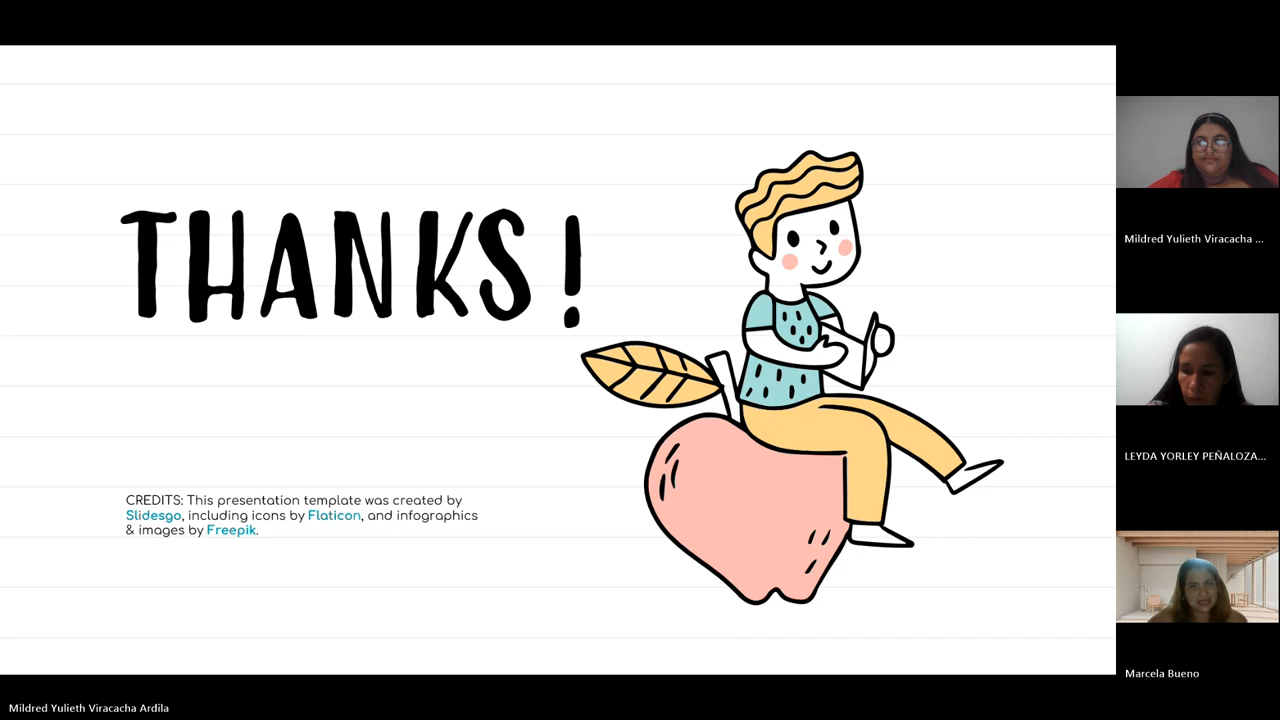 THANKS!
CREDITS: This presentation template was created by
Slidesgo, including icons by Flaticon, and infographics
& images by Freepik.
Mildred Yulieth Viracacha ...
LEYDA YORLEY PEÑALOZA...
Marcela Bueno
Mildred Yulieth Viracacha Ardila